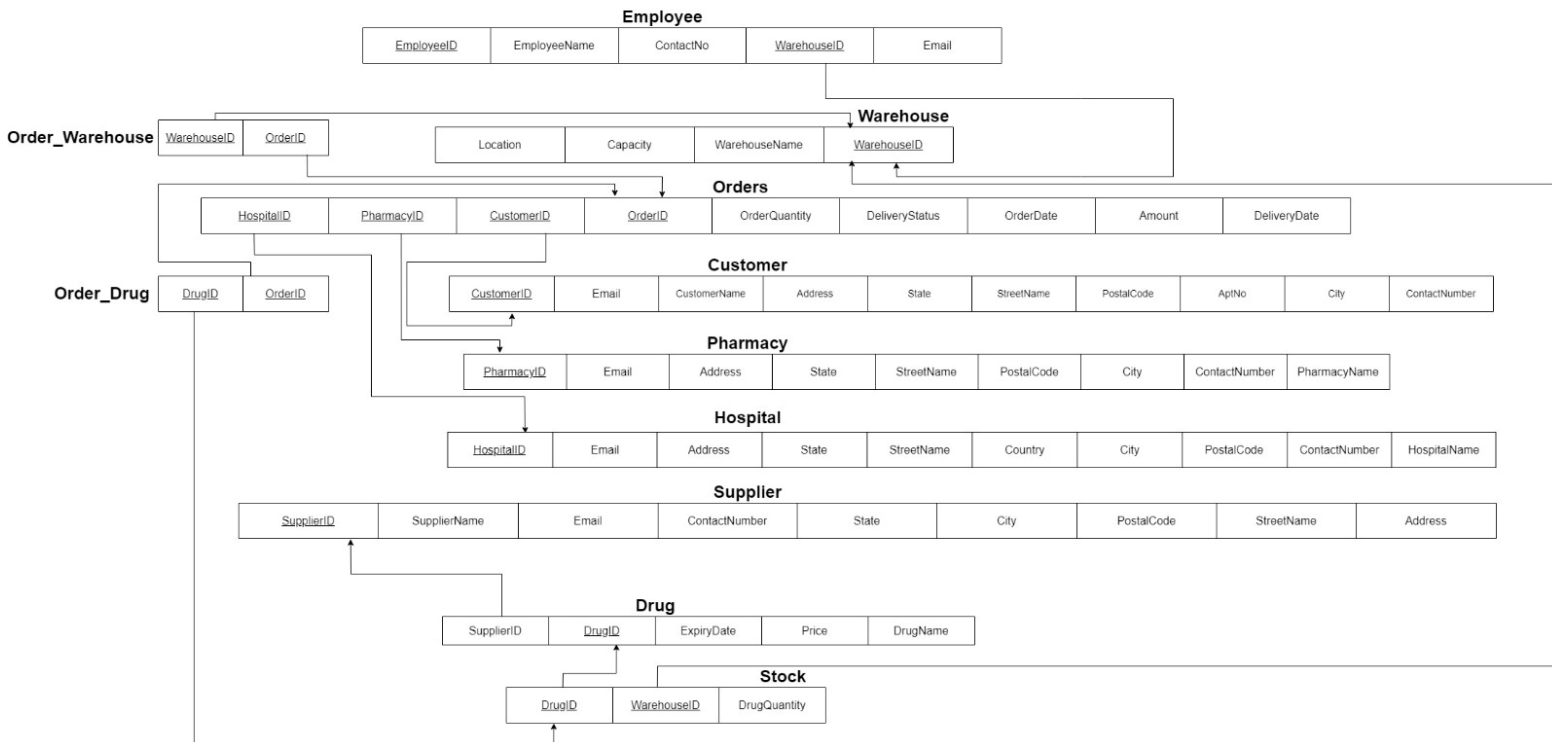 Employee
EmployeeID EmployeeName ContactNo WarehouseID Email
Warehouse
Order_Warehouse WarehouseID OrderID Location Capacity WarehouseName WarehouseID
Orders
HospitalID PharmacyID CustomerID OrderID OrderQuantity DeliveryStatus OrderDate Amount DeliveryDate
Customer
Order_Drug DrugID OrderID CustomerID Email CustomerName Address State StreetName PostalCode AptNo City ContactNumber
Pharmacy
PharmacyID Email Address State StreetName PostalCode City ContactNumber PharmacyName
Hospital
HospitalID Email Address State StreetName Country City PostalCode ContactNumber HospitalName
Supplier
SupplierID SupplierName Email ContactNumber State City PostalCode StreetName Address
Drug
SupplierID DrugID ExpiryDate Price DrugName
Stock
DrugID WarehouseID DrugQuantity